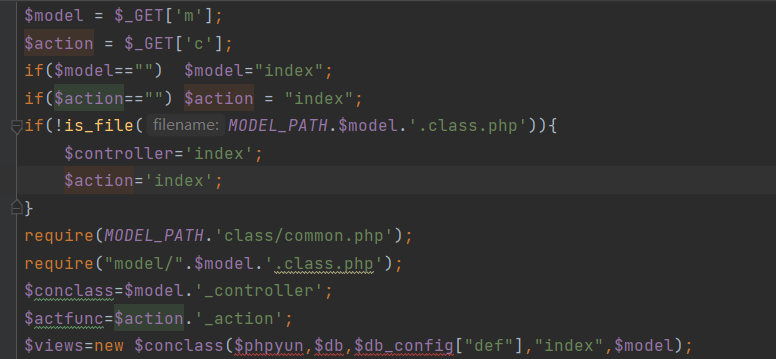 $model = $_GET['m'];
$action = $_GET['c'];
if($model=="")  $model="index";
if($action=="") $action = "index";
if(!is_file( filename: MODEL_PATH.$model.'.class.php')){
    $controller='index';
    $action='index';
}
require(MODEL_PATH.'class/common.php');
require("model/".$model.'.class.php');
$conclass=$model.'_controller';
$actfunc=$action.'_action';
$views=new $conclass($phpyun,$db,$db_config["def"],"index",$model);